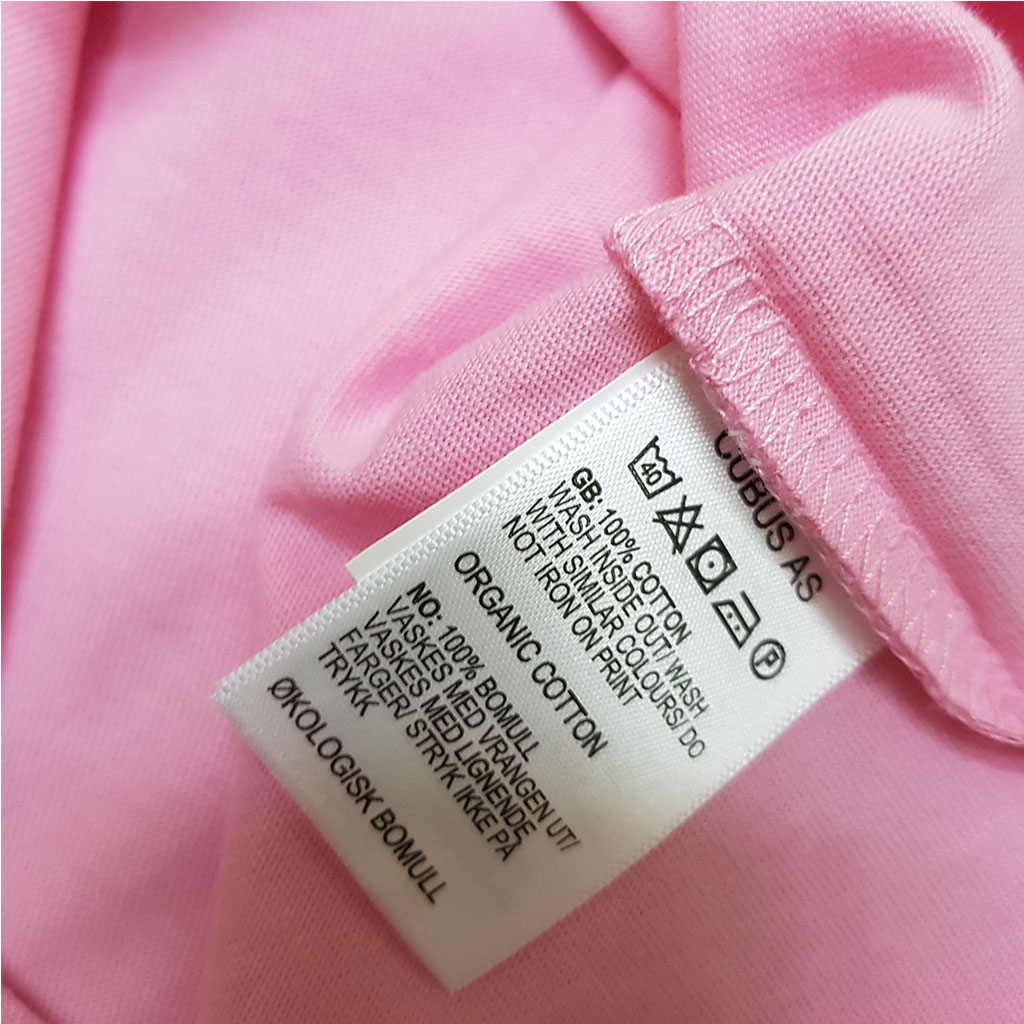 CUBUS AS
40
P
GB: 100% COTTON
WASH INSIDE OUT/ WASH
WITH SIMILAR COLOURS/ DO
NOT IRON ON PRINT
ORGANIC COTTON
NO: 100% BOMULL
VASKES MED VRANGEN UT/
VASKES MED LIGNENDE
FARGER/ STRYK IKKE PÅ
TRYKK
ØKOLOGISK BOMULL